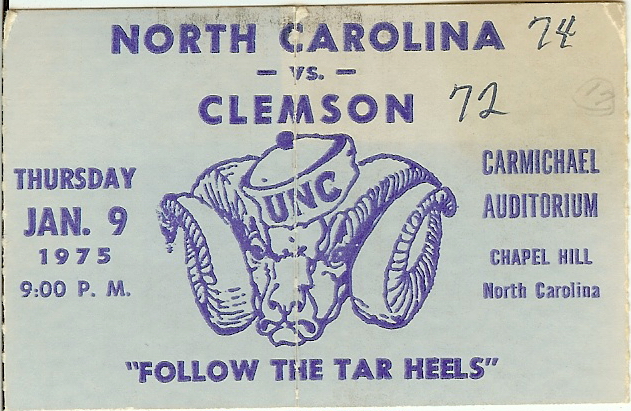 NORTH CAROLINA 74
- VS. -
CLEMSON 72
THURSDAY
JAN. 9
1975
9:00 P. M.
UNC
CARMICHAEL
AUDITORIUM
CHAPEL HILL
North Carolina
"FOLLOW THE TAR HEELS"